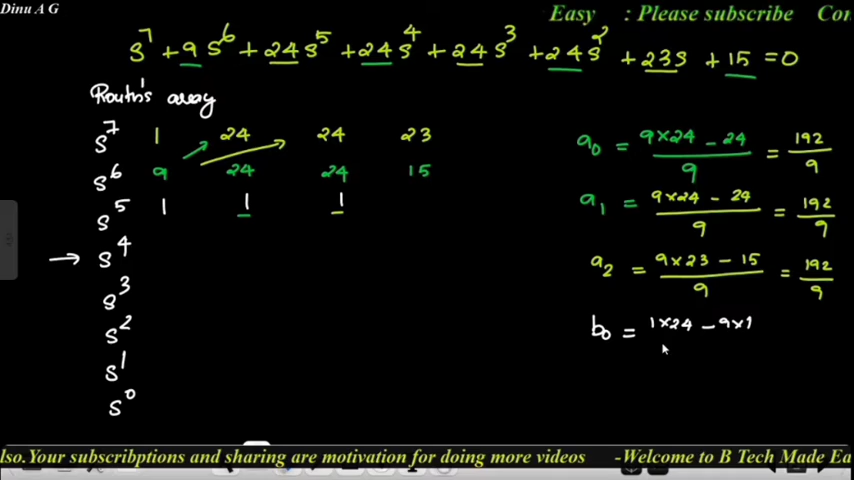 Dinu A G
Easy : Please subscribe Con
s⁷ + 9s⁶ + 24s⁵ + 24s⁴ + 24s³ + 24s² + 23s + 15 = 0
Routh's array
s⁷ 1 24 24 23
s⁶ 9 24 24 15
s⁵ 1 1 1
→ s⁴
s³
s²
s¹
s⁰
a₀ = (9×24 - 24)/9 = 192/9
a₁ = (9×24 - 24)/9 = 192/9
a₂ = (9×23 - 15)/9 = 192/9
b₀ = 1×24 - 9×1
lso.Your subscribptions and sharing are motivation for doing more videos -Welcome to B Tech Made Ea